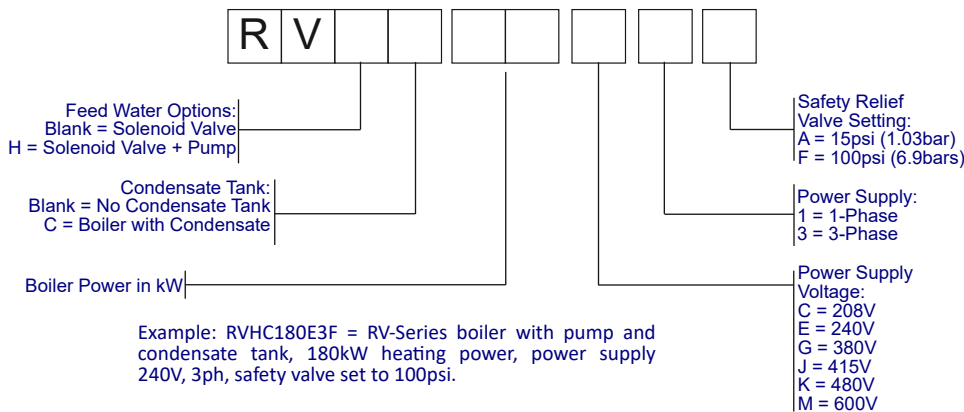 R V
Feed Water Options:
Blank = Solenoid Valve
H = Solenoid Valve + Pump
Condensate Tank:
Blank = No Condensate Tank
C = Boiler with Condensate
Boiler Power in kW
Safety Relief
Valve Setting:
A = 15psi (1.03bar)
F = 100psi (6.9bars)
Power Supply:
1 = 1-Phase
3 = 3-Phase
Power Supply
Voltage:
C = 208V
E = 240V
G = 380V
J = 415V
K = 480V
M = 600V
Example: RVHC180E3F = RV-Series boiler with pump and
condensate tank, 180kW heating power, power supply
240V, 3ph, safety valve set to 100psi.